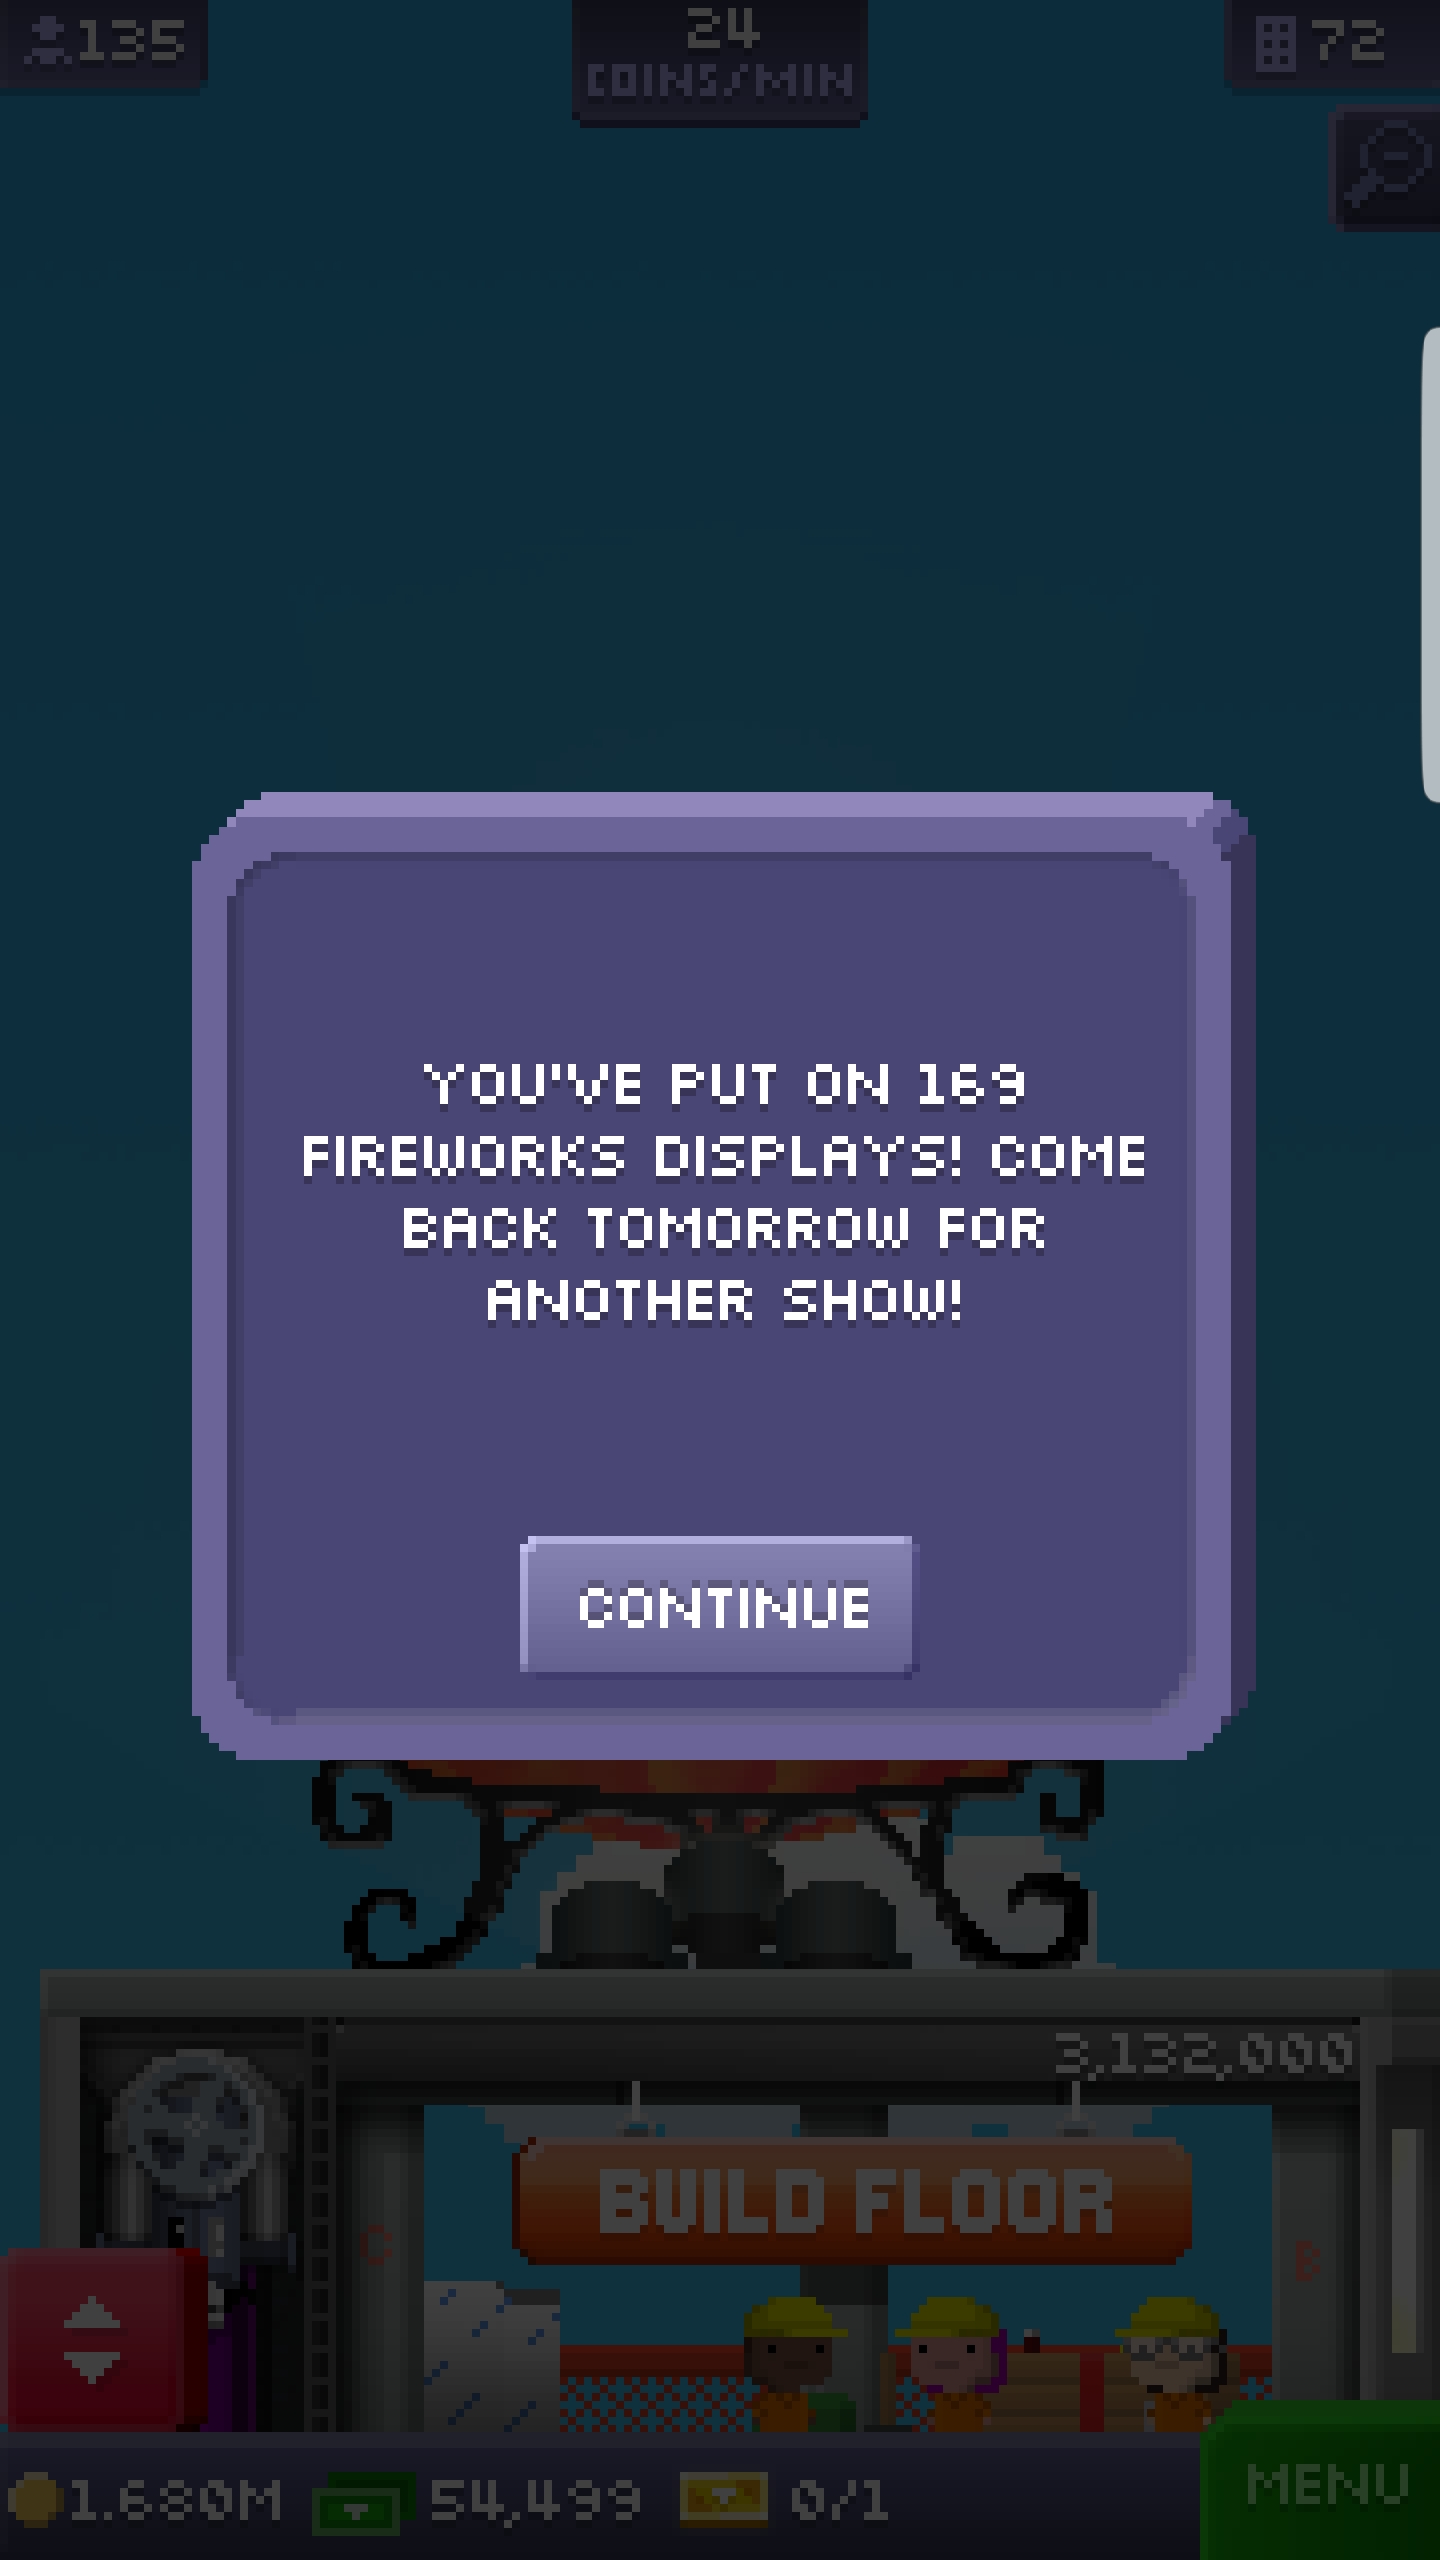 135
24
COINS/MIN
72
YOU'VE PUT ON 169
FIREWORKS DISPLAYS! COME
BACK TOMORROW FOR
ANOTHER SHOW!
CONTINUE
3,132,000
BUILD FLOOR
C
B
1.680M
54,499
0/1
MENU